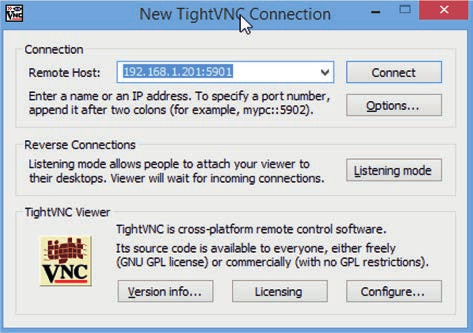 New TightVNC Connection
Connection
Remote Host:
192.168.1.201:5901
Connect
Enter a name or an IP address. To specify a port number,
append it after two colons (for example, mypc::5902).
Options...
Reverse Connections
Listening mode allows people to attach your viewer to
their desktops. Viewer will wait for incoming connections.
Listening mode
TightVNC Viewer
tight
VNC
TightVNC is cross-platform remote control software.
Its source code is available to everyone, either freely
(GNU GPL license) or commercially (with no GPL restrictions).
Version info...
Licensing
Configure...